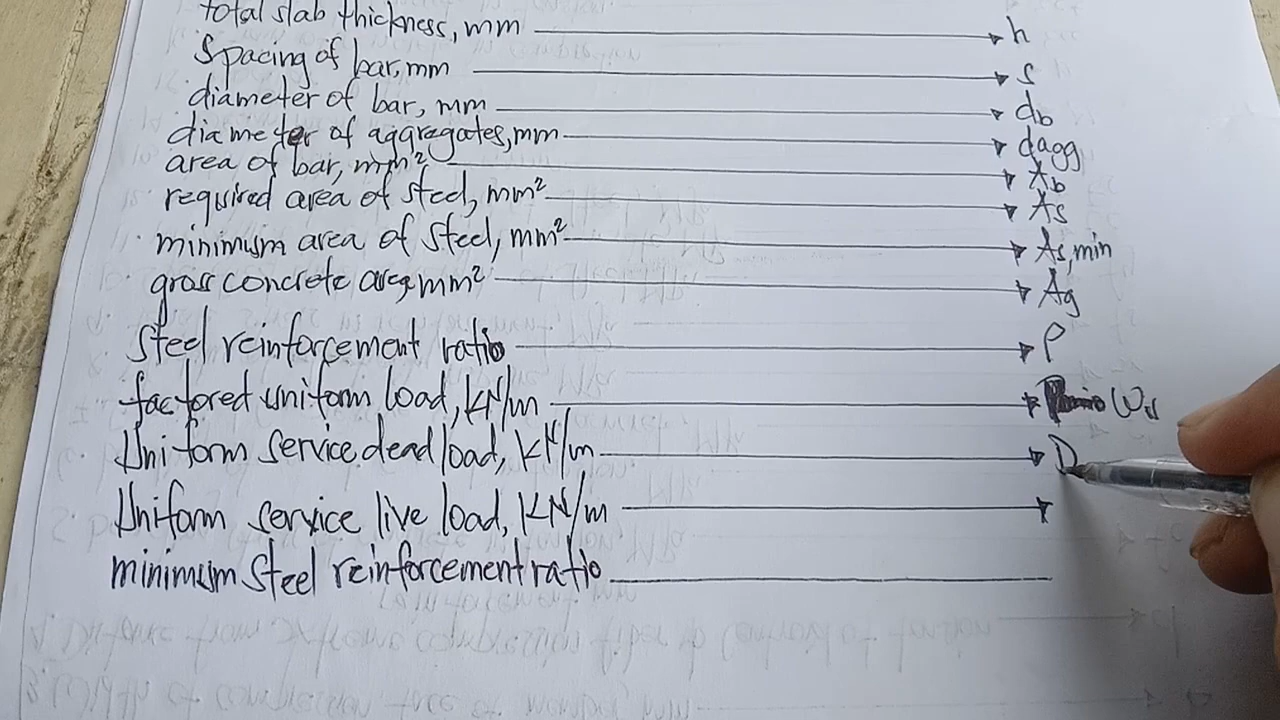 total slab thickness, mm h
Spacing of bar, mm s
diameter of bar, mm db
diameter of aggregates, mm dagg
area of bar, mm² Ab
required area of steel, mm² As
minimum area of steel, mm² As,min
gross concrete area, mm² Ag
Steel reinforcement ratio ρ
factored uniform load, kN/m Wu
Uniform service dead load, kN/m D
Uniform service live load, KN/m
minimum Steel reinforcement ratio